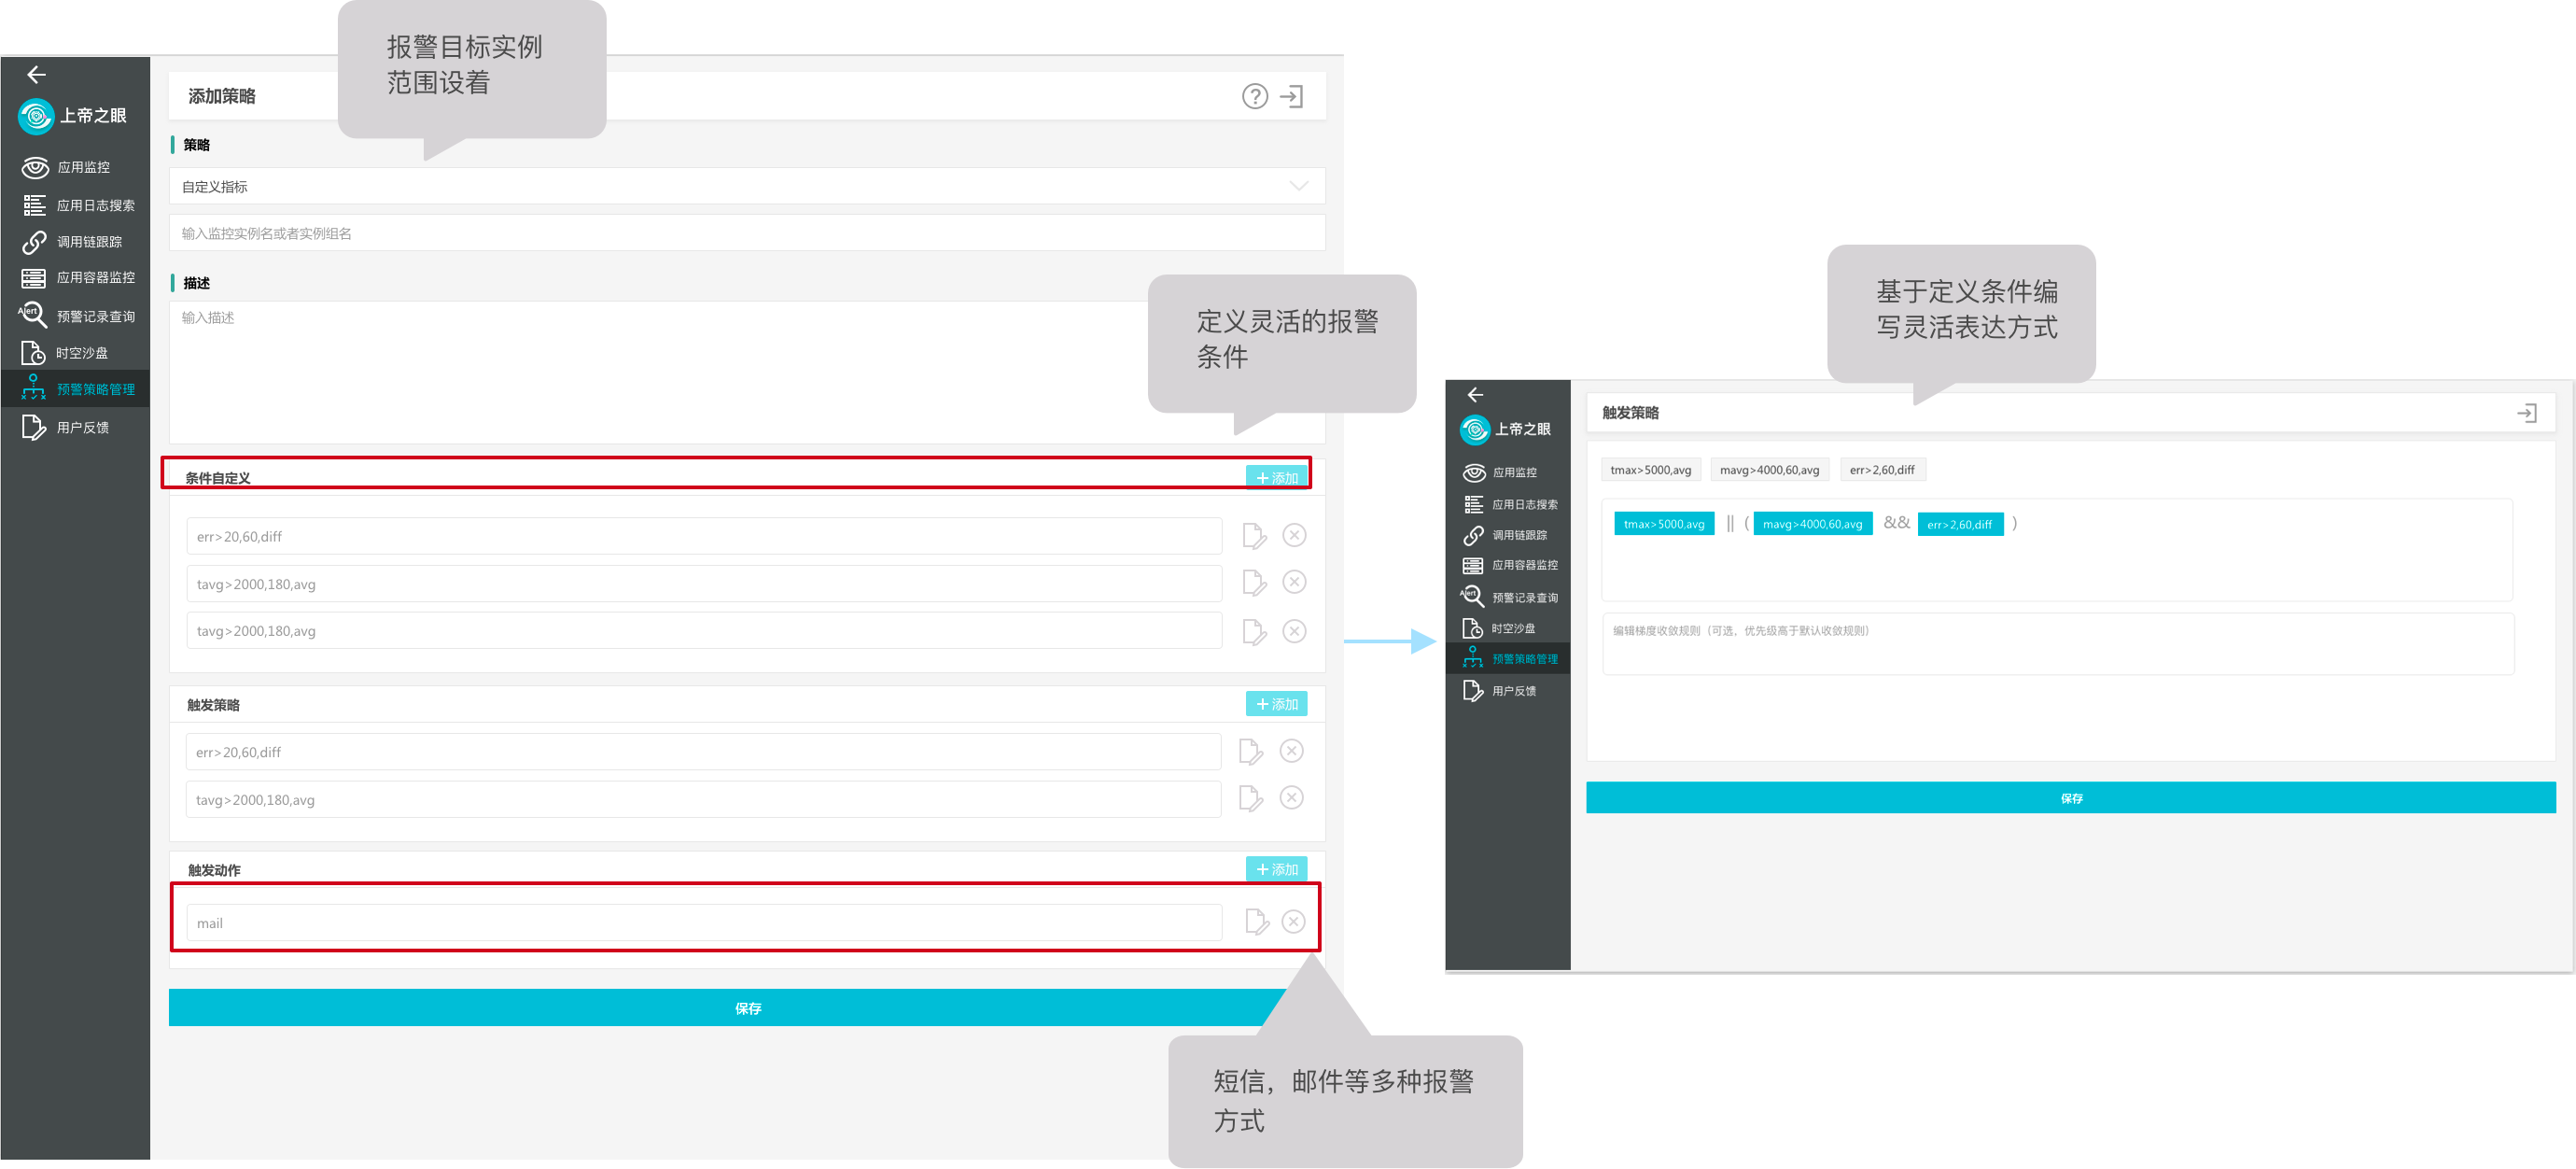 报警目标实例
范围设着
上帝之眼
应用监控
应用日志搜索
调用链跟踪
应用容器监控
Alert
预警记录查询
时空沙盘
预警策略管理
用户反馈
添加策略
?
策略
自定义指标
输入监控实例名或者实例组名
描述
输入描述
定义灵活的报警
条件
条件自定义
+ 添加
err>20,60,diff
tavg>2000,180,avg
tavg>2000,180,avg
触发策略
+ 添加
err>20,60,diff
tavg>2000,180,avg
触发动作
+ 添加
mail
保存
短信，邮件等多种报警
方式
基于定义条件编
写灵活表达方式
上帝之眼
应用监控
应用日志搜索
调用链跟踪
应用容器监控
Alert
预警记录查询
时空沙盘
预警策略管理
用户反馈
触发策略
tmax>5000,avg mavg>4000,60,avg err>2,60,diff
tmax>5000,avg || ( mavg>4000,60,avg && err>2,60,diff )
编辑梯度收敛规则（可选，优先级高于默认收敛规则）
保存